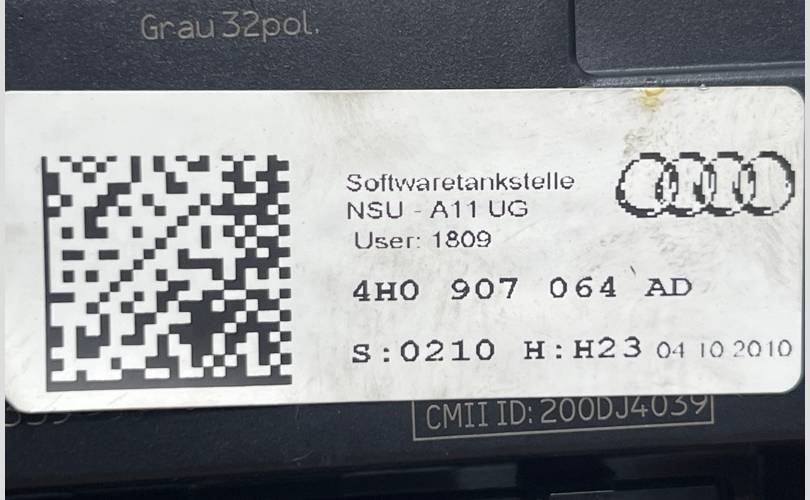 Grau 32pol.
Softwaretankstelle
NSU - A11 UG
User: 1809
4H0 907 064 AD
S:0210 H:H23 04 10 2010
CMII ID: 200DJ4039